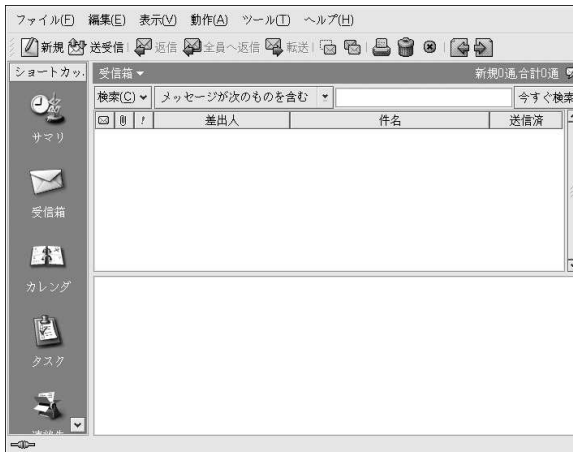 ファイル(F) 編集(E) 表示(V) 動作(A) ツール(T) ヘルプ(H)
新規 送受信 返信 全員へ返信 転送
ショートカッ. 受信箱 新規0通,合計0通
検索(C) メッセージが次のものを含む 今すぐ検索
! 差出人 件名 送信済
サマリ
受信箱
カレンダ
タスク